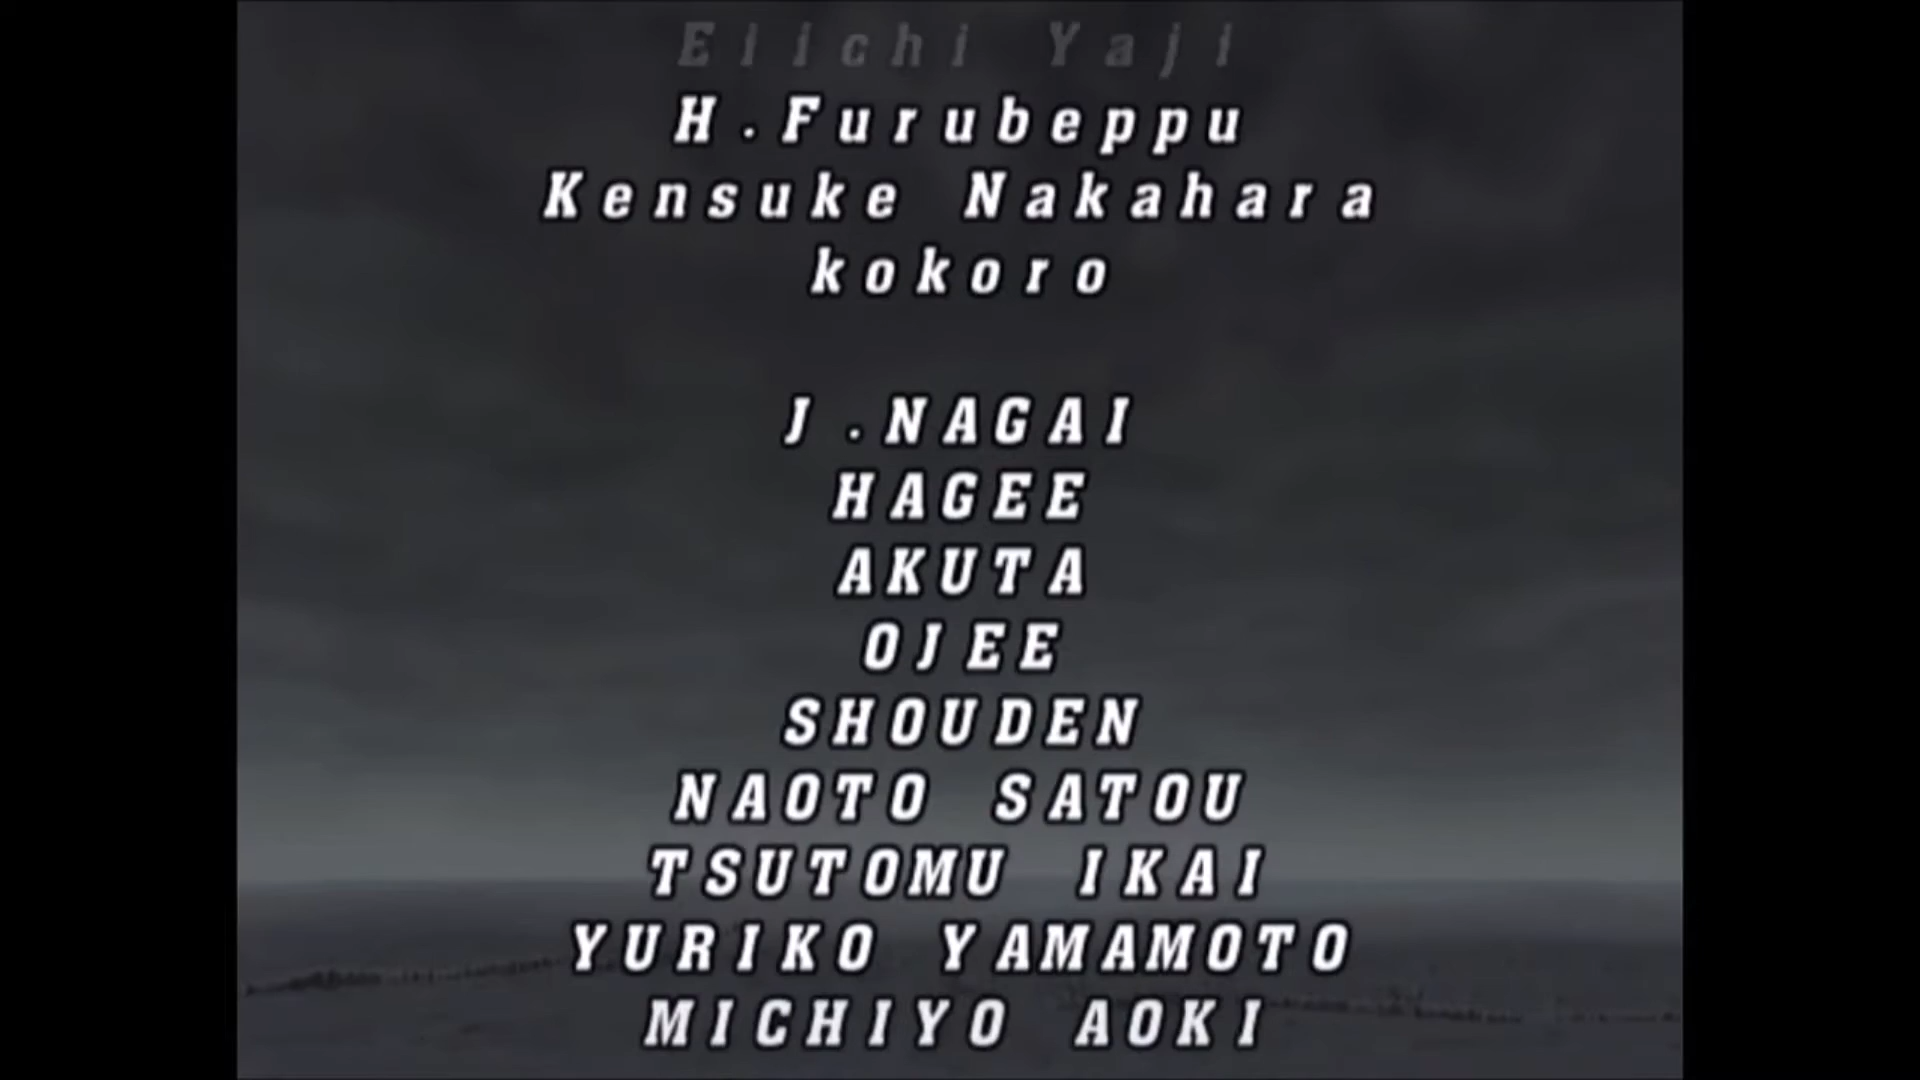 Eiichi Yaji
H.Furubeppu
Kensuke Nakahara
kokoro
J.NAGAI
HAGEE
AKUTA
OJEE
SHOUDEN
NAOTO SATOU
TSUTOMU IKAI
YURIKO YAMAMOTO
MICHIYO AOKI